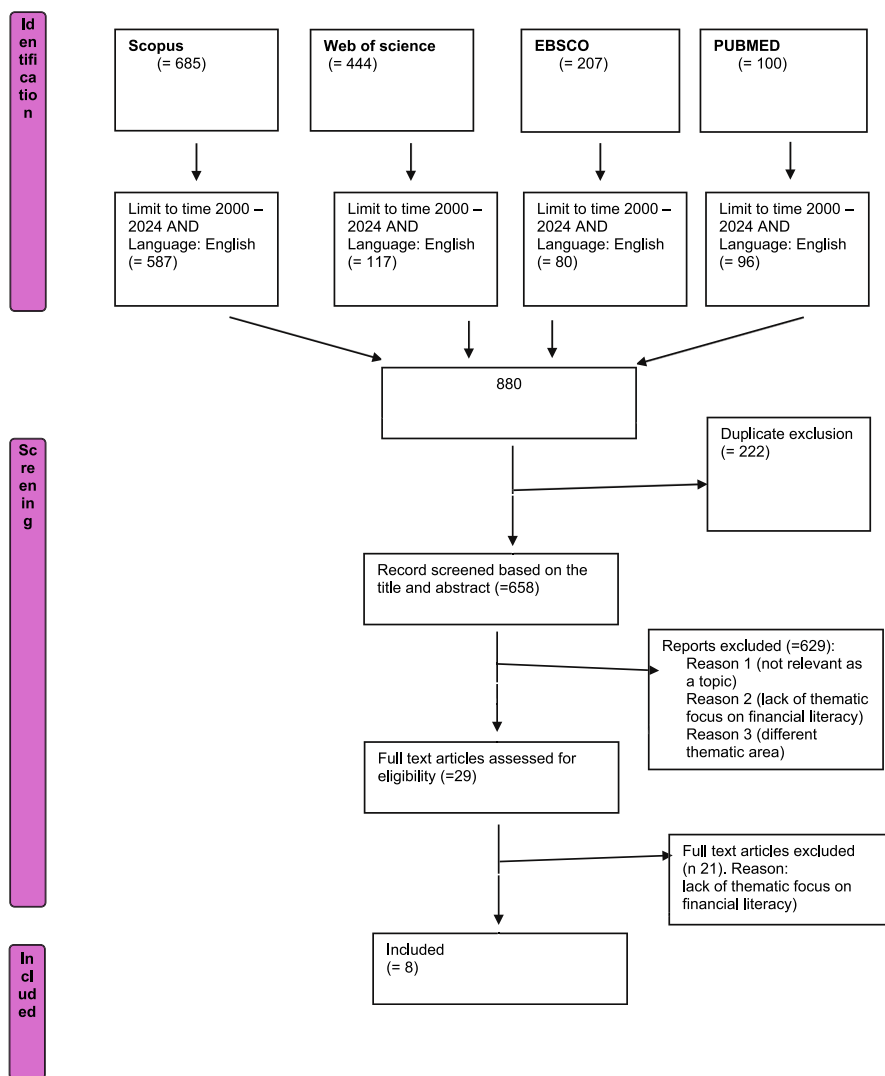 Id
en
tifi
ca
tio
n
Scopus
(= 685)
Web of science
(= 444)
EBSCO
(= 207)
PUBMED
(= 100)
Limit to time 2000 –
2024 AND
Language: English
(= 587)
Limit to time 2000 –
2024 AND
Language: English
(= 117)
Limit to time 2000 –
2024 AND
Language: English
(= 80)
Limit to time 2000 –
2024 AND
Language: English
(= 96)
880
Sc
re
en
in
g
Duplicate exclusion
(= 222)
Record screened based on the
title and abstract (=658)
Reports excluded (=629):
Reason 1 (not relevant as
a topic)
Reason 2 (lack of thematic
focus on financial literacy)
Reason 3 (different
thematic area)
Full text articles assessed for
eligibility (=29)
Full text articles excluded
(n 21). Reason:
lack of thematic focus on
financial literacy)
In
cl
ud
ed
Included
(= 8)